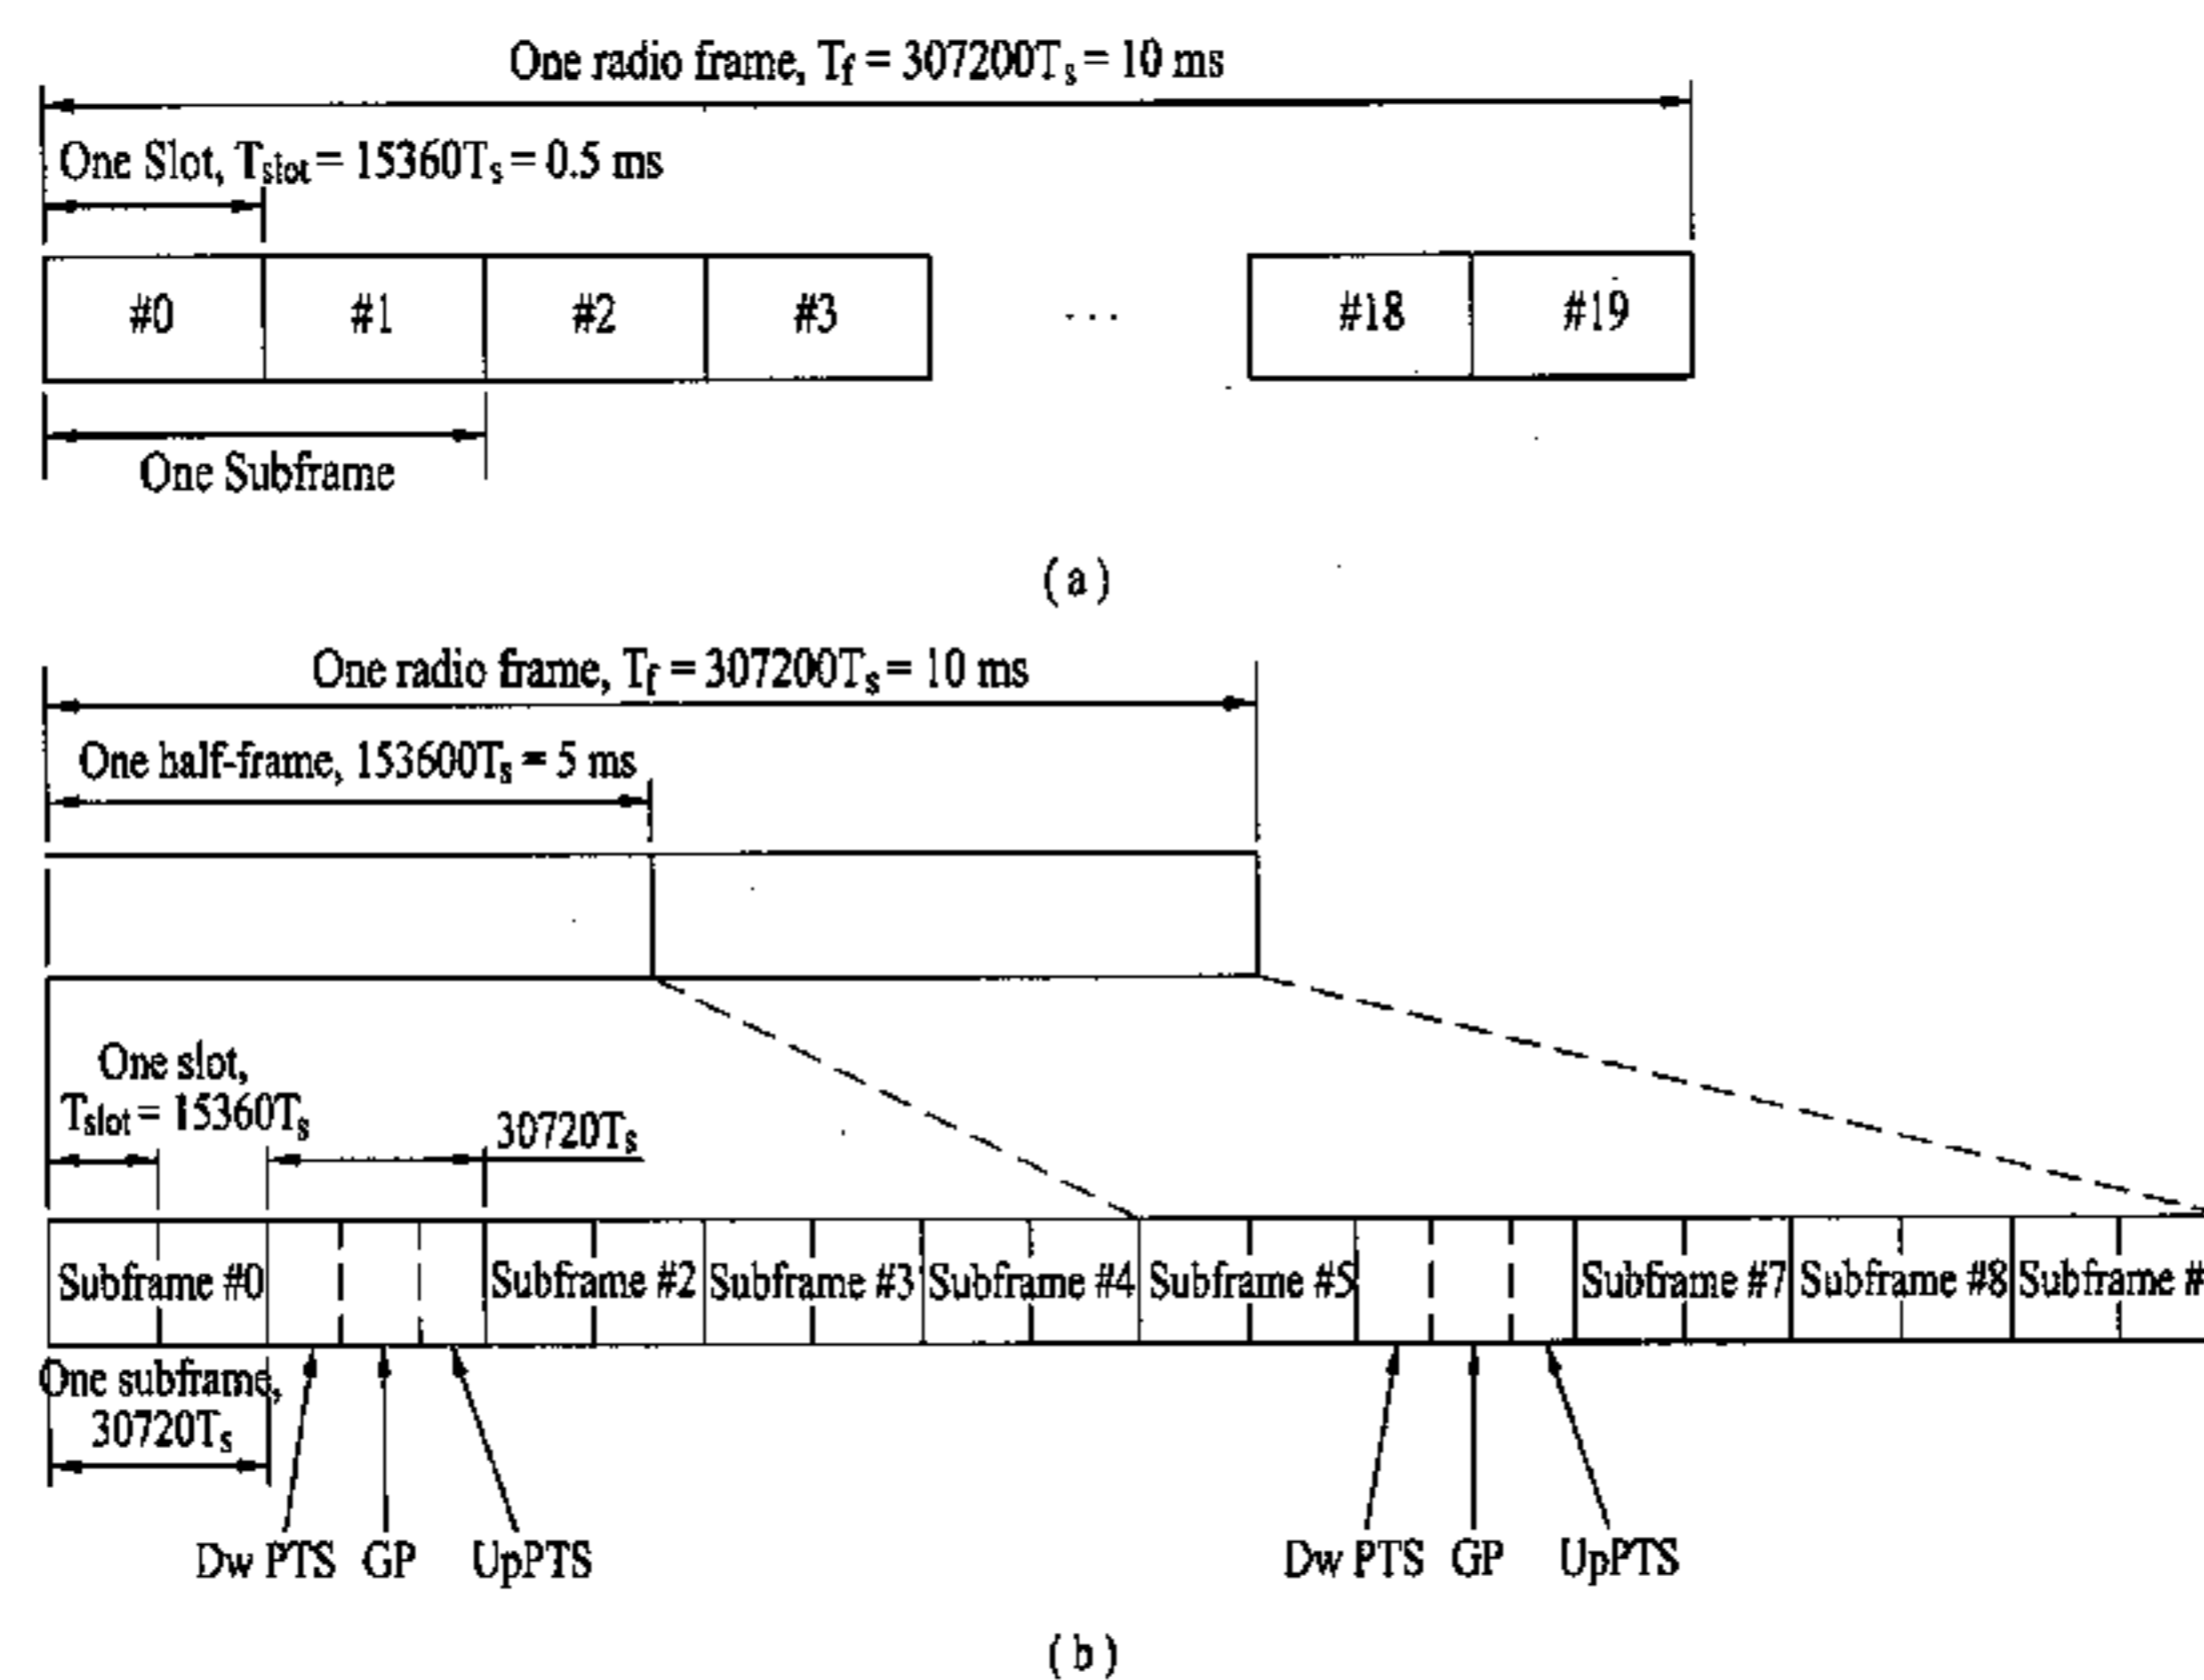 One radio frame, Tf = 307200Ts = 10 ms
One Slot, Tslot = 15360Ts = 0.5 ms
#0 #1 #2 #3 ... #18 #19
One Subframe
( a )
One radio frame, Tf = 307200Ts = 10 ms
One half-frame, 153600Ts = 5 ms
One slot,
Tslot = 15360Ts
30720Ts
Subframe #0 Subframe #2 Subframe #3 Subframe #4 Subframe #5 Subframe #7 Subframe #8 Subframe #
One subframe,
30720Ts
Dw PTS GP UpPTS Dw PTS GP UpPTS
( b )